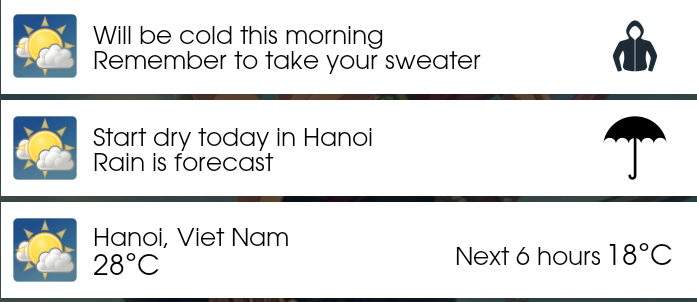 Will be cold this morning
Remember to take your sweater
Start dry today in Hanoi
Rain is forecast
Hanoi, Viet Nam
28°C
Next 6 hours 18°C